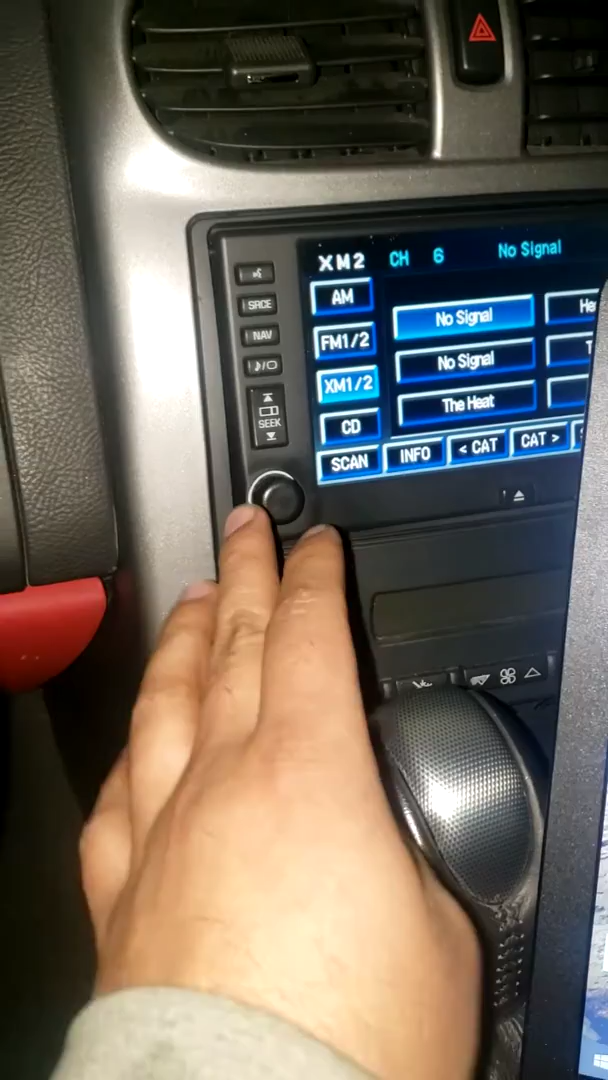 XM2 CH 6 No Signal
AM
No Signal
He
SRCE
FM1/2
NAV
No Signal
T
XM1/2
The Heat
SEEK
CD
SCAN INFO < CAT CAT > S